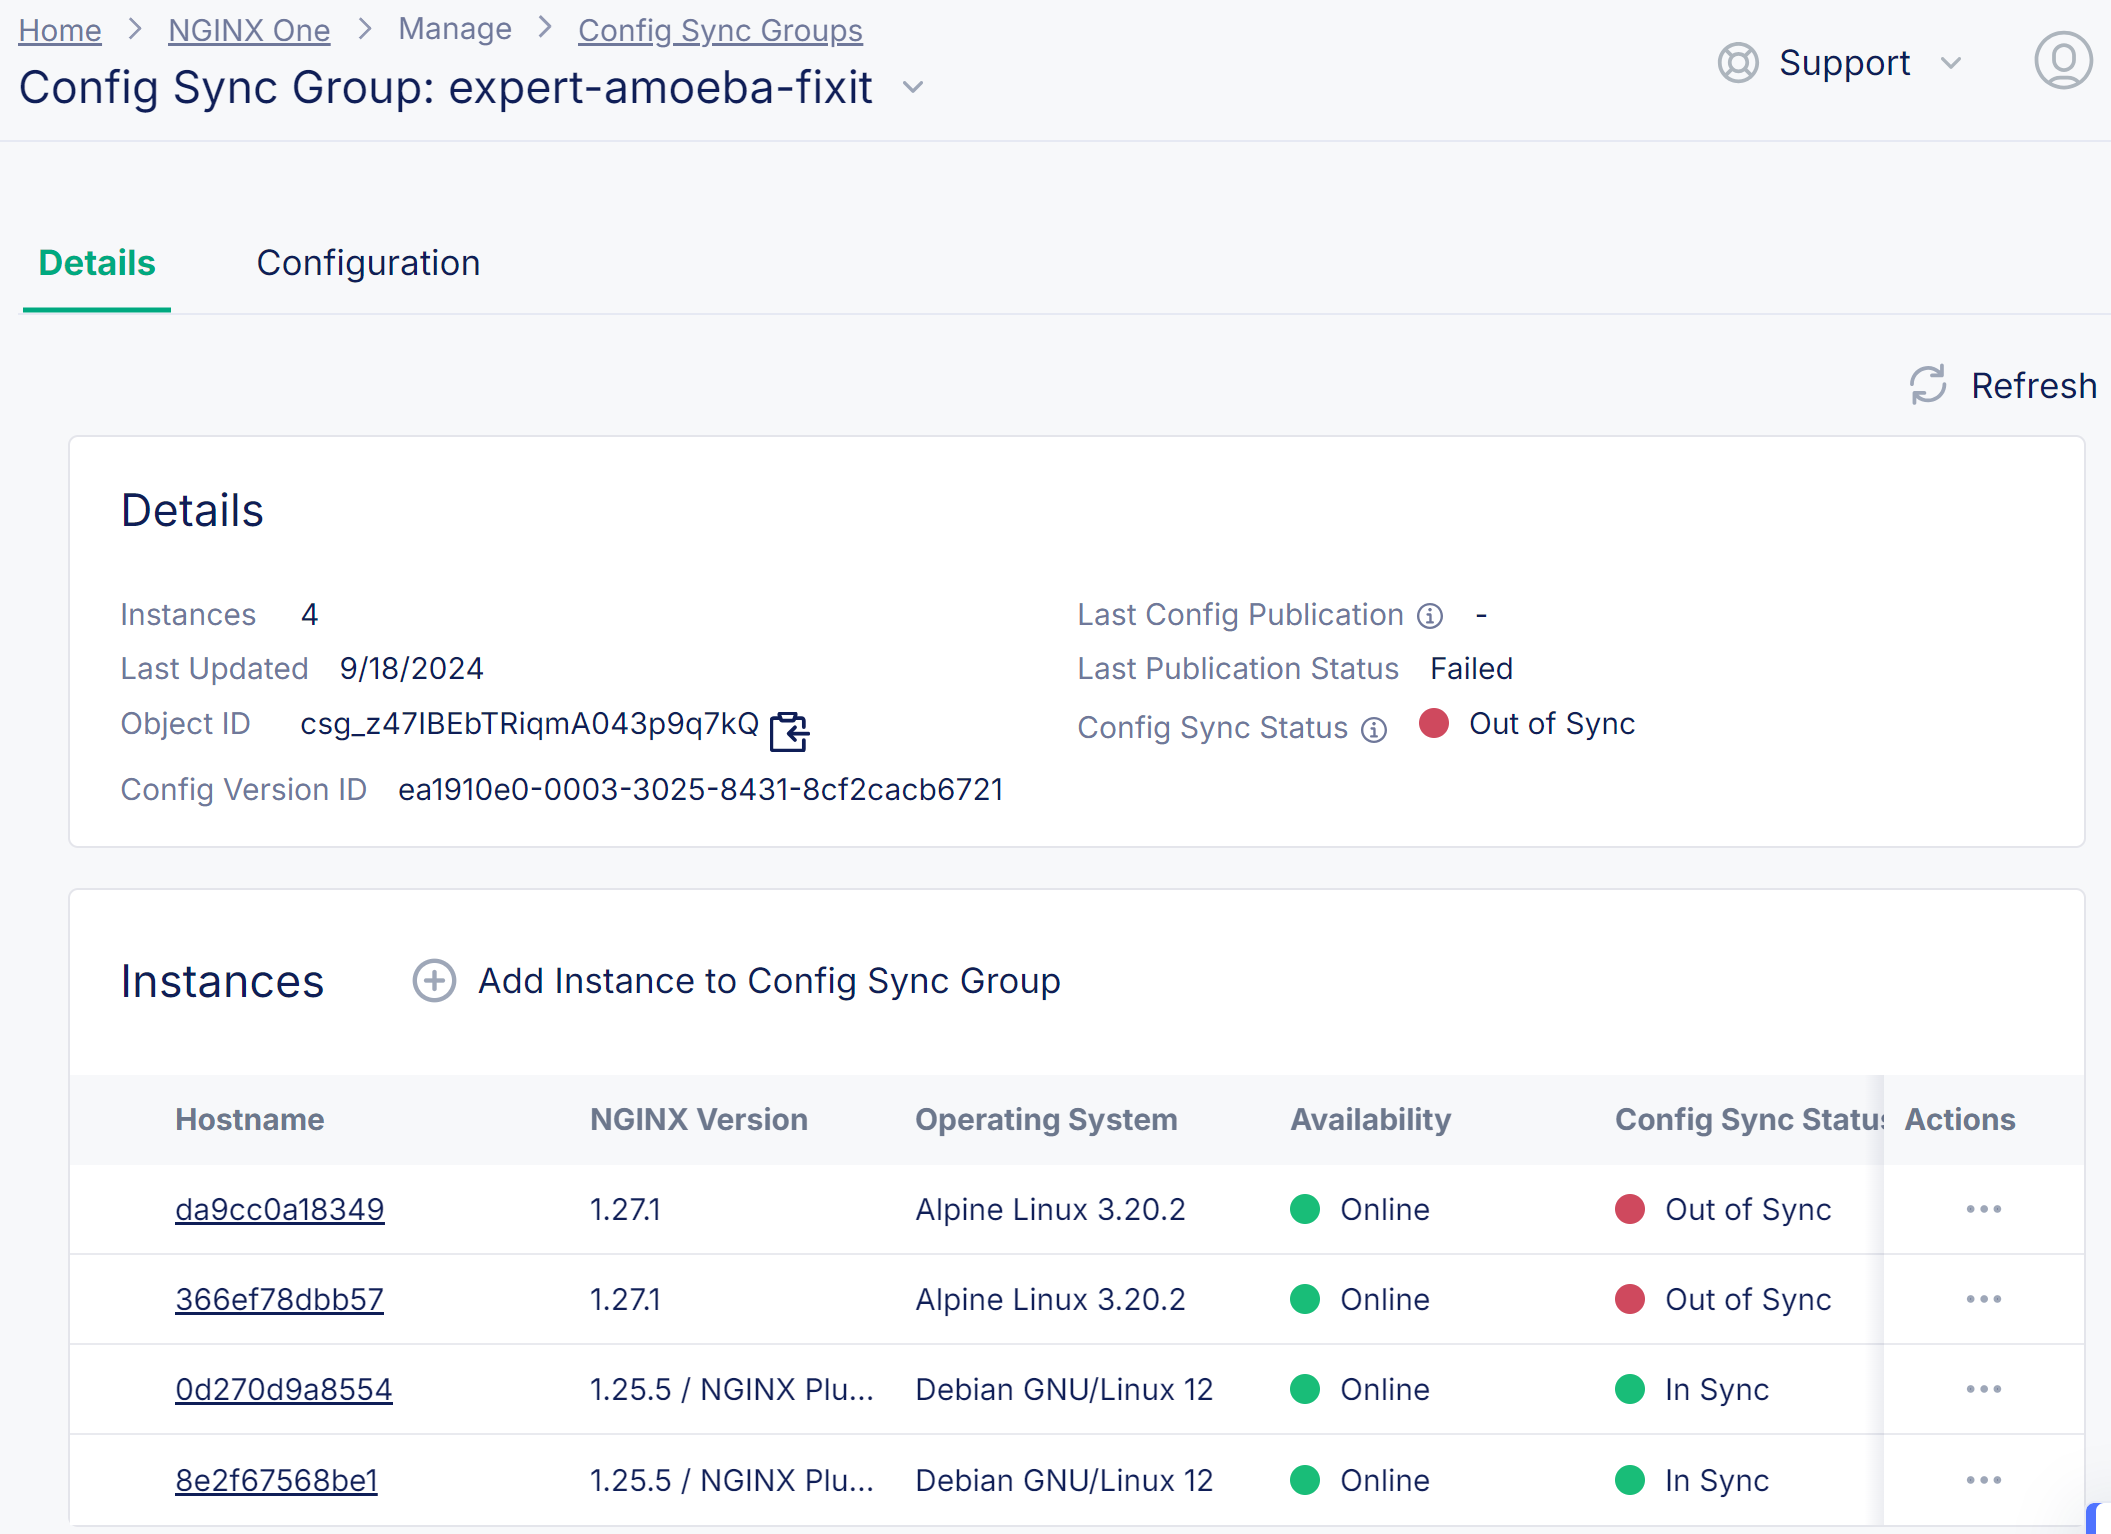 Home > NGINX One > Manage > Config Sync Groups
Config Sync Group: expert-amoeba-fixit
Support
Details Configuration
Refresh
Details
Instances 4
Last Updated 9/18/2024
Object ID csg_z47IBEbTRiqmA043p9q7kQ
Config Version ID ea1910e0-0003-3025-8431-8cf2cacb6721
Last Config Publication -
Last Publication Status Failed
Config Sync Status Out of Sync
Instances Add Instance to Config Sync Group
Hostname NGINX Version Operating System Availability Config Sync Status Actions
da9cc0a18349 1.27.1 Alpine Linux 3.20.2 Online Out of Sync
366ef78dbb57 1.27.1 Alpine Linux 3.20.2 Online Out of Sync
0d270d9a8554 1.25.5 / NGINX Plu... Debian GNU/Linux 12 Online In Sync
8e2f67568be1 1.25.5 / NGINX Plu... Debian GNU/Linux 12 Online In Sync